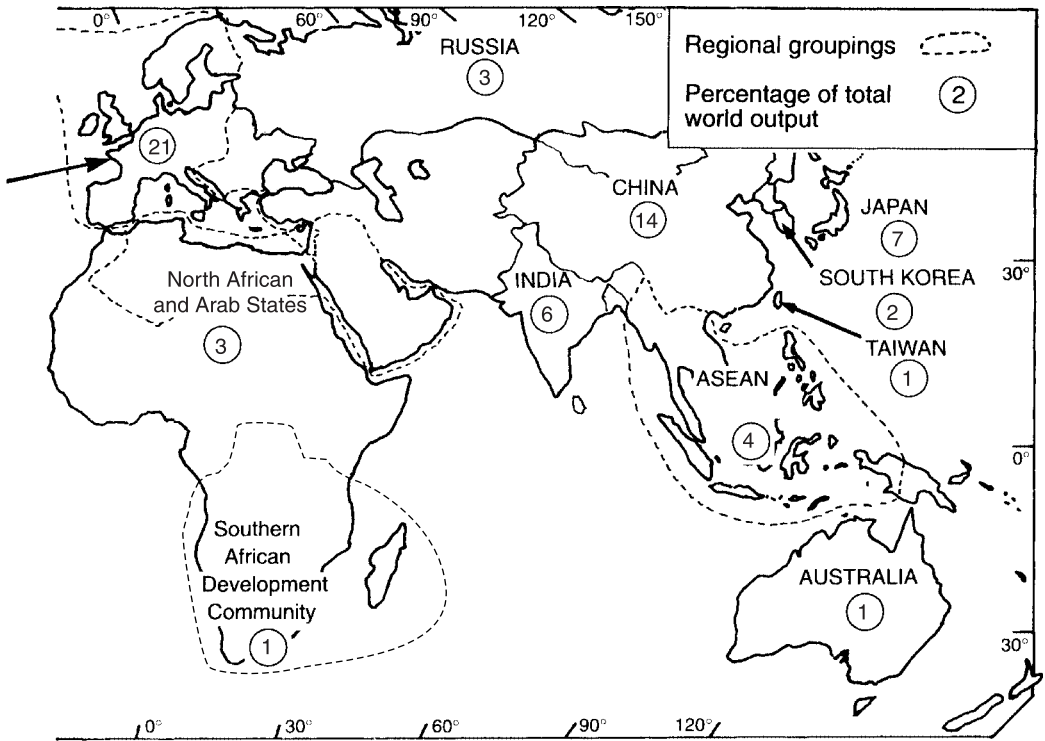 0° 60° 90° 150°
Regional groupings
Percentage of total
world output
2
RUSSIA
3
21
CHINA
14
JAPAN
7
30°
SOUTH KOREA
2
North African
and Arab States
3
INDIA
6
TAIWAN
1
ASEAN
4
0°
Southern
African
Development
Community
1
AUSTRALIA
1
30°
0° 30° 60° 90° 120°